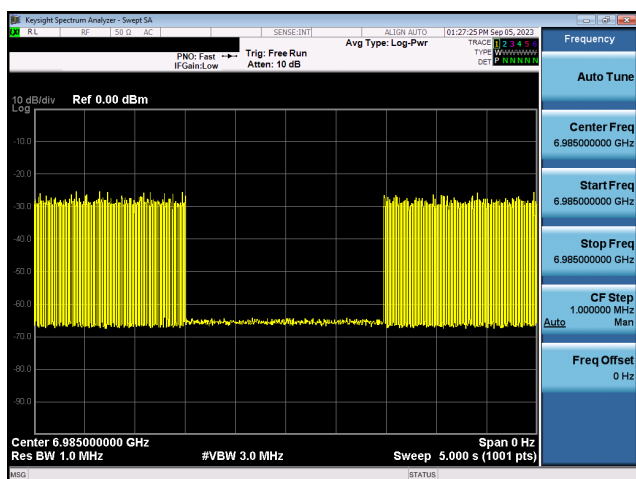 Keysight Spectrum Analyzer - Swept SA
RL RF 50 Ω AC SENSE:INT ALIGN AUTO 01:27:25 PM Sep 05, 2023
PNO: Fast
IFGain:Low
Trig: Free Run
Atten: 10 dB
Avg Type: Log-Pwr
TRACE 1 2 3 4 5 6
TYPE W
DET P N N N N N
10 dB/div Ref 0.00 dBm
Log
-10.0
-20.0
-30.0
-40.0
-50.0
-60.0
-70.0
-80.0
-90.0
Center 6.985000000 GHz Span 0 Hz
Res BW 1.0 MHz #VBW 3.0 MHz Sweep 5.000 s (1001 pts)
MSG STATUS
Frequency
Auto Tune
Center Freq
6.985000000 GHz
Start Freq
6.985000000 GHz
Stop Freq
6.985000000 GHz
CF Step
1.000000 MHz
Auto Man
Freq Offset
0 Hz